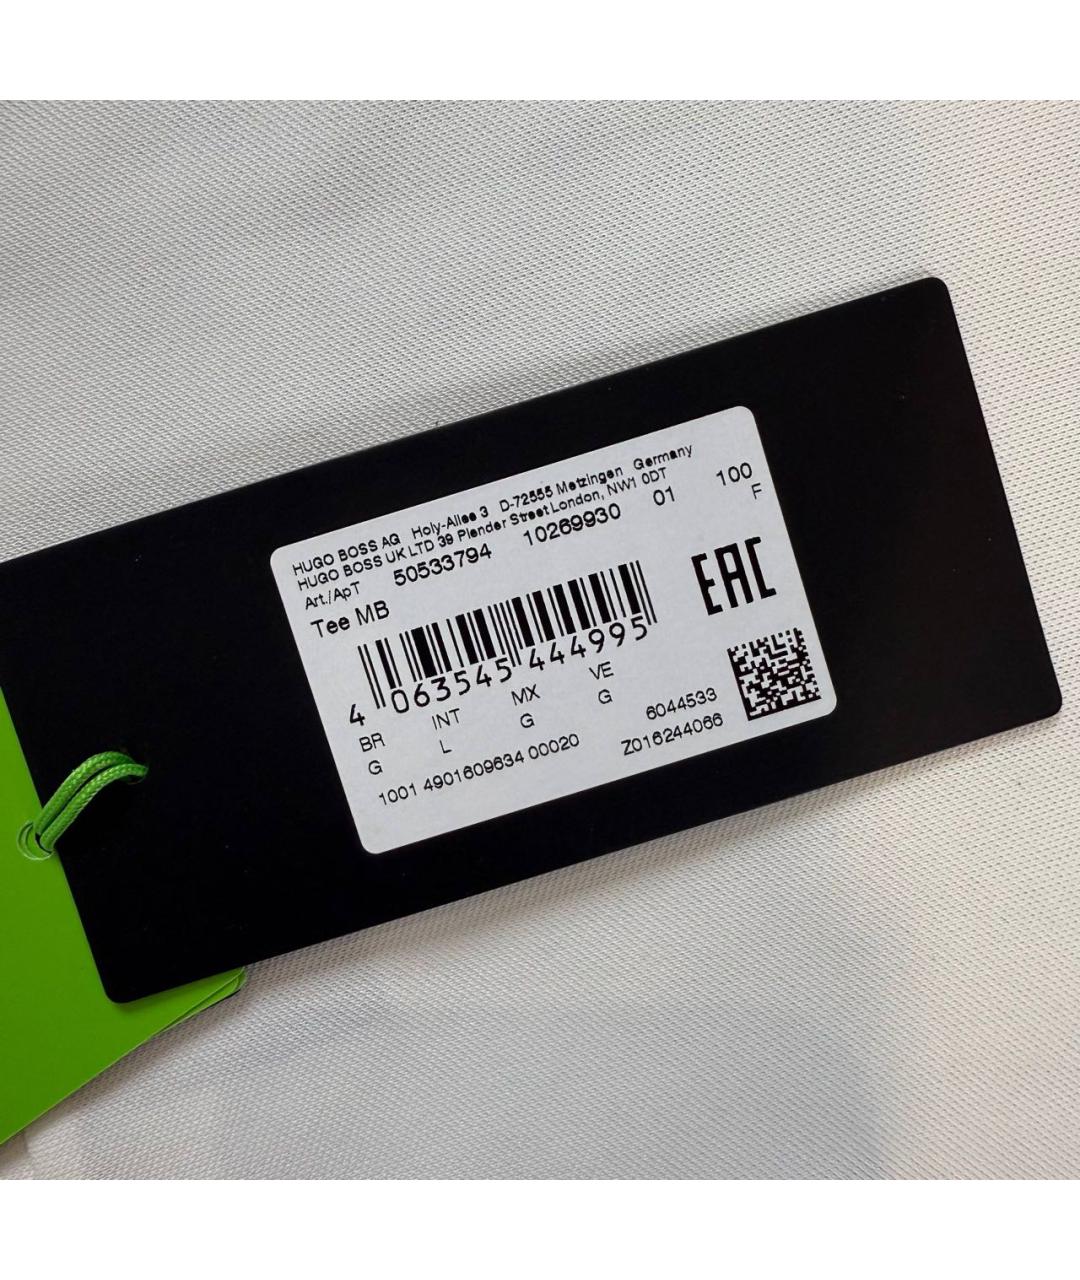 HUGO BOSS AG Holy-Allee 3 D-72555 Metzingen Germany
HUGO BOSS UK LTD 39 Plender Street London, NW1 0DT
Art./АрТ 50533794 10269930 01 100
Tee MB F
EAC
4 063545 444995
BR INT MX VE
G L G G
6044533
1001 4901609634 00020 Z016244066